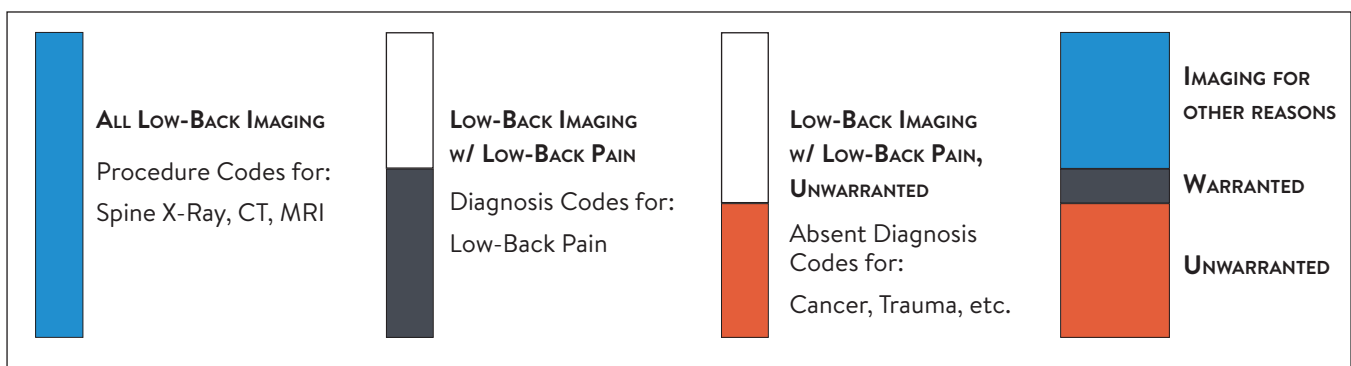 All Low-Back Imaging
Procedure Codes for:
Spine X-Ray, CT, MRI
Low-Back Imaging
w/ Low-Back Pain
Diagnosis Codes for:
Low-Back Pain
Low-Back Imaging
w/ Low-Back Pain,
Unwarranted
Absent Diagnosis
Codes for:
Cancer, Trauma, etc.
Imaging for
other reasons
Warranted
Unwarranted